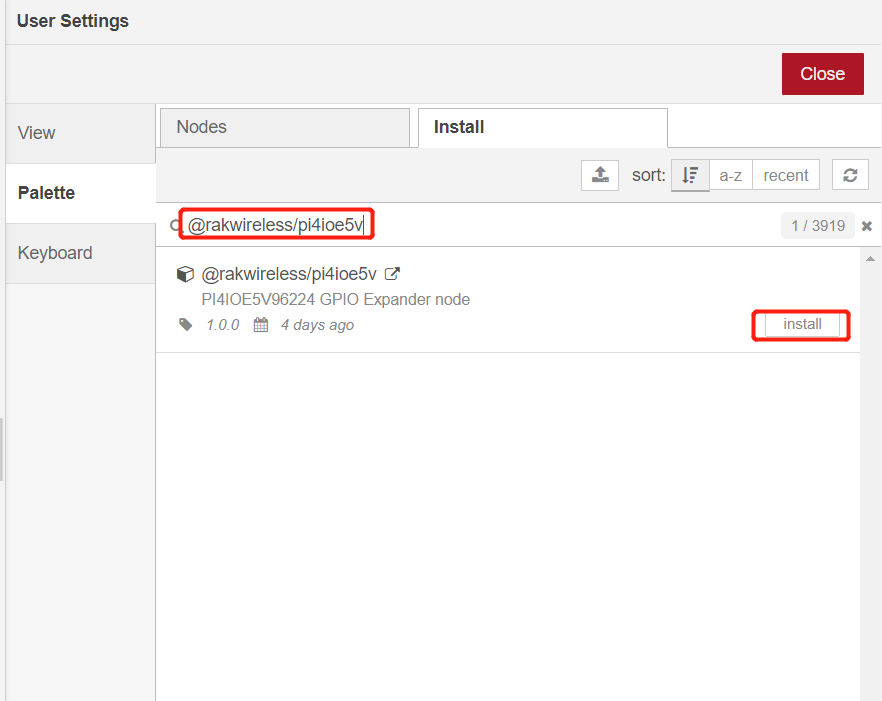 User Settings
Close
View
Palette
Keyboard
Nodes
Install
sort: a-z recent
@rakwireless/pi4ioe5v 1 / 3919
@rakwireless/pi4ioe5v
PI4IOE5V96224 GPIO Expander node
1.0.0 4 days ago
install